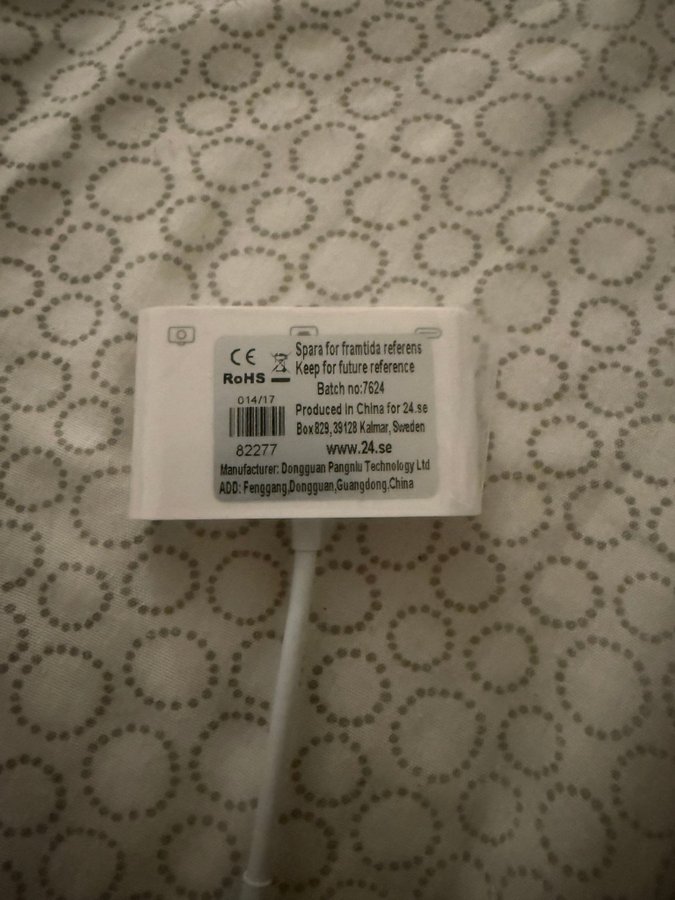 CE
RoHS
014/17
82277
Spara for framtida referens
Keep for future reference
Batch no:7624
Produced in China for 24.se
Box 829, 39128 Kalmar, Sweden
www.24.se
Manufacturer: Dongguan Pangnlu Technology Ltd
ADD: Fenggang,Dongguan,Guangdong.China